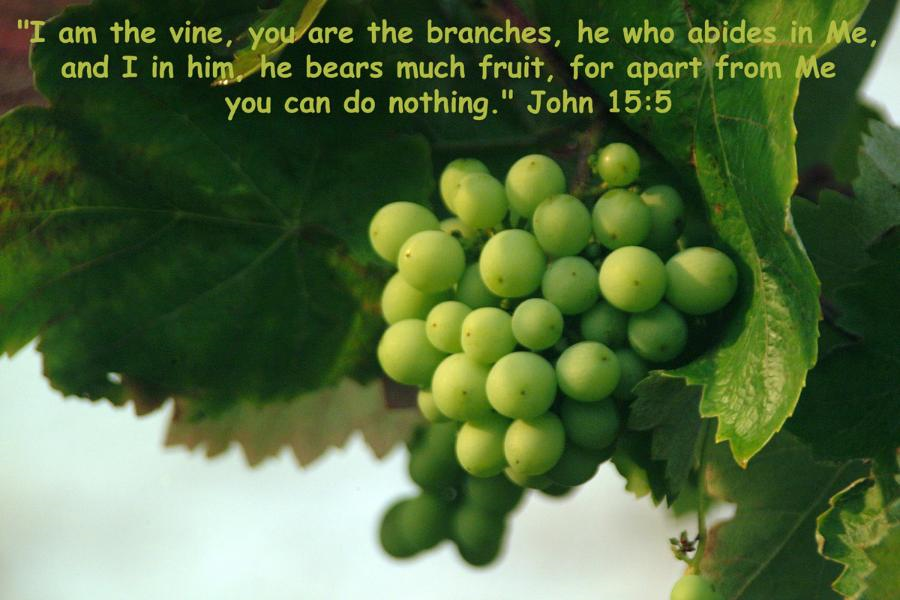 "I am the vine, you are the branches, he who abides in Me,
and I in him, he bears much fruit, for apart from Me
you can do nothing." John 15:5